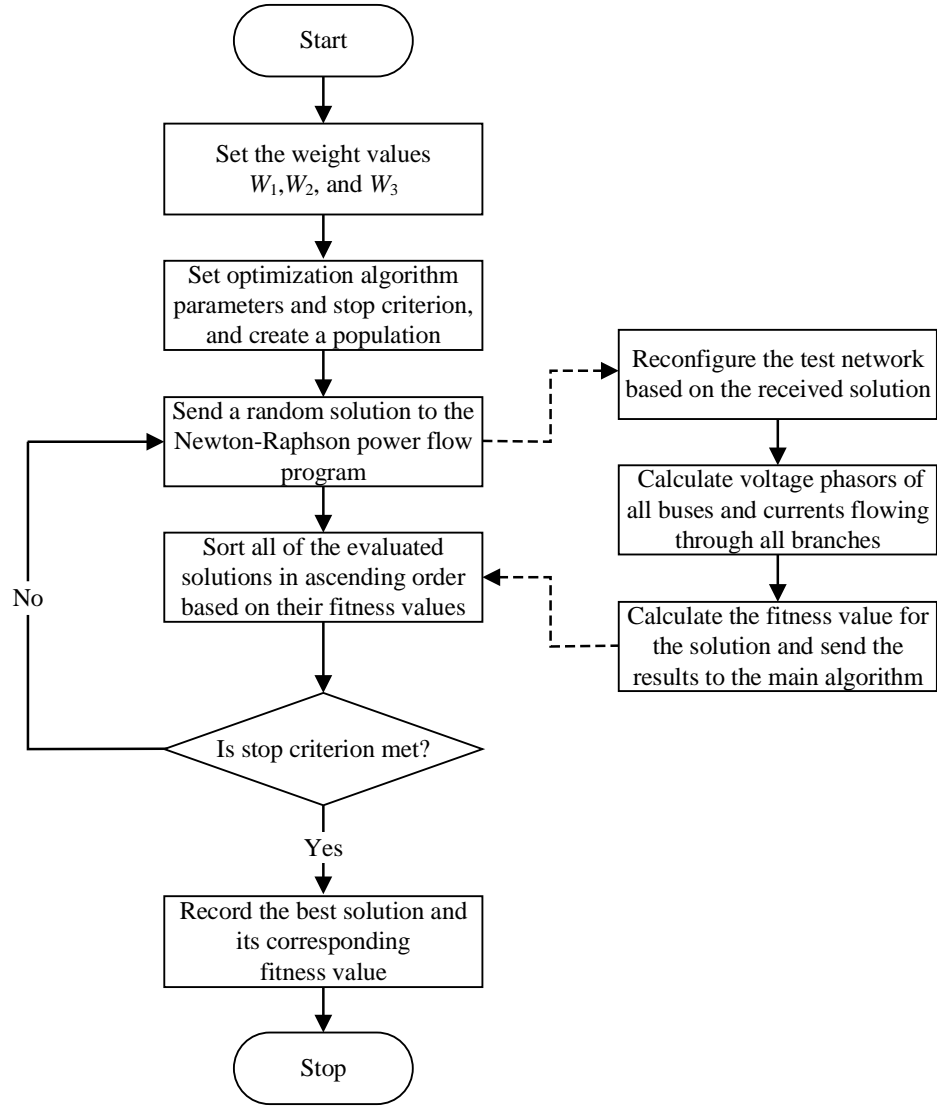 Start
Set the weight values
W₁,W₂, and W₃
Set optimization algorithm
parameters and stop criterion,
and create a population
Send a random solution to the
Newton-Raphson power flow
program
Reconfigure the test network
based on the received solution
Calculate voltage phasors of
all buses and currents flowing
through all branches
Calculate the fitness value for
the solution and send the
results to the main algorithm
Sort all of the evaluated
solutions in ascending order
based on their fitness values
No
Is stop criterion met?
Yes
Record the best solution and
its corresponding
fitness value
Stop